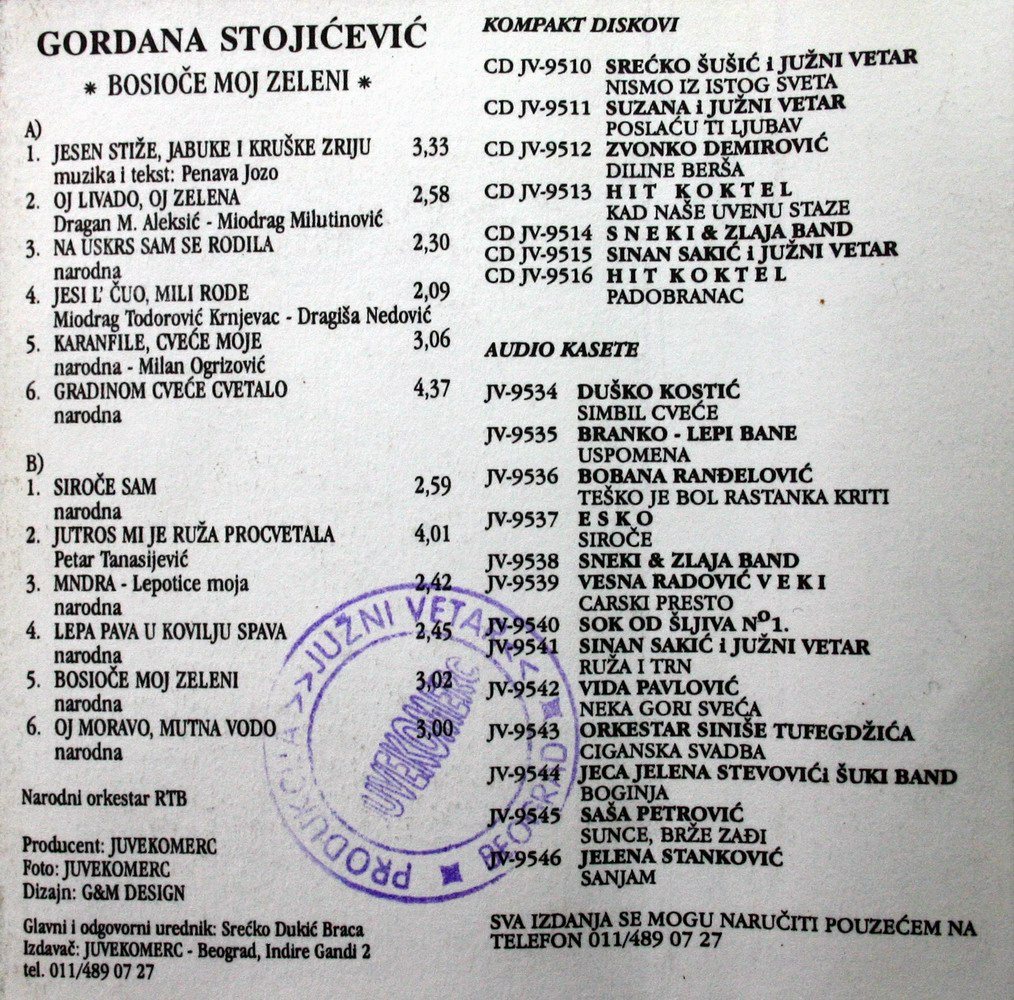 GORDANA STOJIĆEVIĆ
* BOSIOČE MOJ ZELENI *
A)
1. JESEN STIŽE, JABUKE I KRUŠKE ZRIJU 3,33
muzika i tekst: Penava Jozo
2. OJ LIVADO, OJ ZELENA 2,58
Dragan M. Aleksić - Miodrag Milutinović
3. NA USKRS SAM SE RODILA 2,30
narodna
4. JESI L' ČUO, MILI RODE 2,09
Miodrag Todorović Krnjevac - Dragiša Nedović
5. KARANFILE, CVEĆE MOJE 3,06
narodna - Milan Ogrizović
6. GRADINOM CVEĆE CVETALO 4,37
narodna
B)
1. SIROČE SAM 2,59
narodna
2. JUTROS MI JE RUŽA PROCVETALA 4,01
Petar Tanasijević
3. MNDRA - Lepotice moja 2,42
narodna
4. LEPA PAVA U KOVILJU SPAVA 2,45
narodna
5. BOSIOČE MOJ ZELENI 3,02
narodna
6. OJ MORAVO, MUTNA VODO 3,00
narodna
Narodni orkestar RTB
Producent: JUVEKOMERC
Foto: JUVEKOMERC
Dizajn: G&M DESIGN
Glavni i odgovorni urednik: Srećko Dukić Braca
Izdavač: JUVEKOMERC - Beograd, Indire Gandi 2
tel. 011/489 07 27
KOMPAKT DISKOVI
CD JV-9510 SREĆKO ŠUŠIĆ i JUŽNI VETAR
NISMO IZ ISTOG SVETA
CD JV-9511 SUZANA i JUŽNI VETAR
POSLAĆU TI LJUBAV
CD JV-9512 ZVONKO DEMIROVIĆ
DILINE BERŠA
CD JV-9513 HIT KOKTEL
KAD NAŠE UVENU STAZE
CD JV-9514 SNEKI & ZLAJA BAND
CD JV-9515 SINAN SAKIĆ i JUŽNI VETAR
CD JV-9516 HIT KOKTEL
PADOBRANAC
AUDIO KASETE
JV-9534 DUŠKO KOSTIĆ
SIMBIL CVEĆE
JV-9535 BRANKO - LEPI BANE
USPOMENA
JV-9536 BOBANA RANĐELOVIĆ
TEŠKO JE BOL RASTANKA KRITI
JV-9537 ESKO
SIROČE
JV-9538 SNEKI & ZLAJA BAND
JV-9539 VESNA RADOVIĆ VEKI
CARSKI PRESTO
JV-9540 SOK OD ŠLJIVA Nº1.
JV-9541 SINAN SAKIĆ i JUŽNI VETAR
RUŽA I TRN
JV-9542 VIDA PAVLOVIĆ
NEKA GORI SVEĆA
JV-9543 ORKESTAR SINIŠE TUFEGDŽIĆA
CIGANSKA SVADBA
JV-9544 JECA JELENA STEVOVIĆi ŠUKI BAND
BOGINJA
JV-9545 SAŠA PETROVIĆ
SUNCE, BRŽE ZAĐI
JV-9546 JELENA STANKOVIĆ
SANJAM
SVA IZDANJA SE MOGU NARUČITI POUZEĆEM NA
TELEFON 011/489 07 27
PRODUKCIJA >>JUŽNI VETAR<<
BEOGRAD
JUVEKOMERC